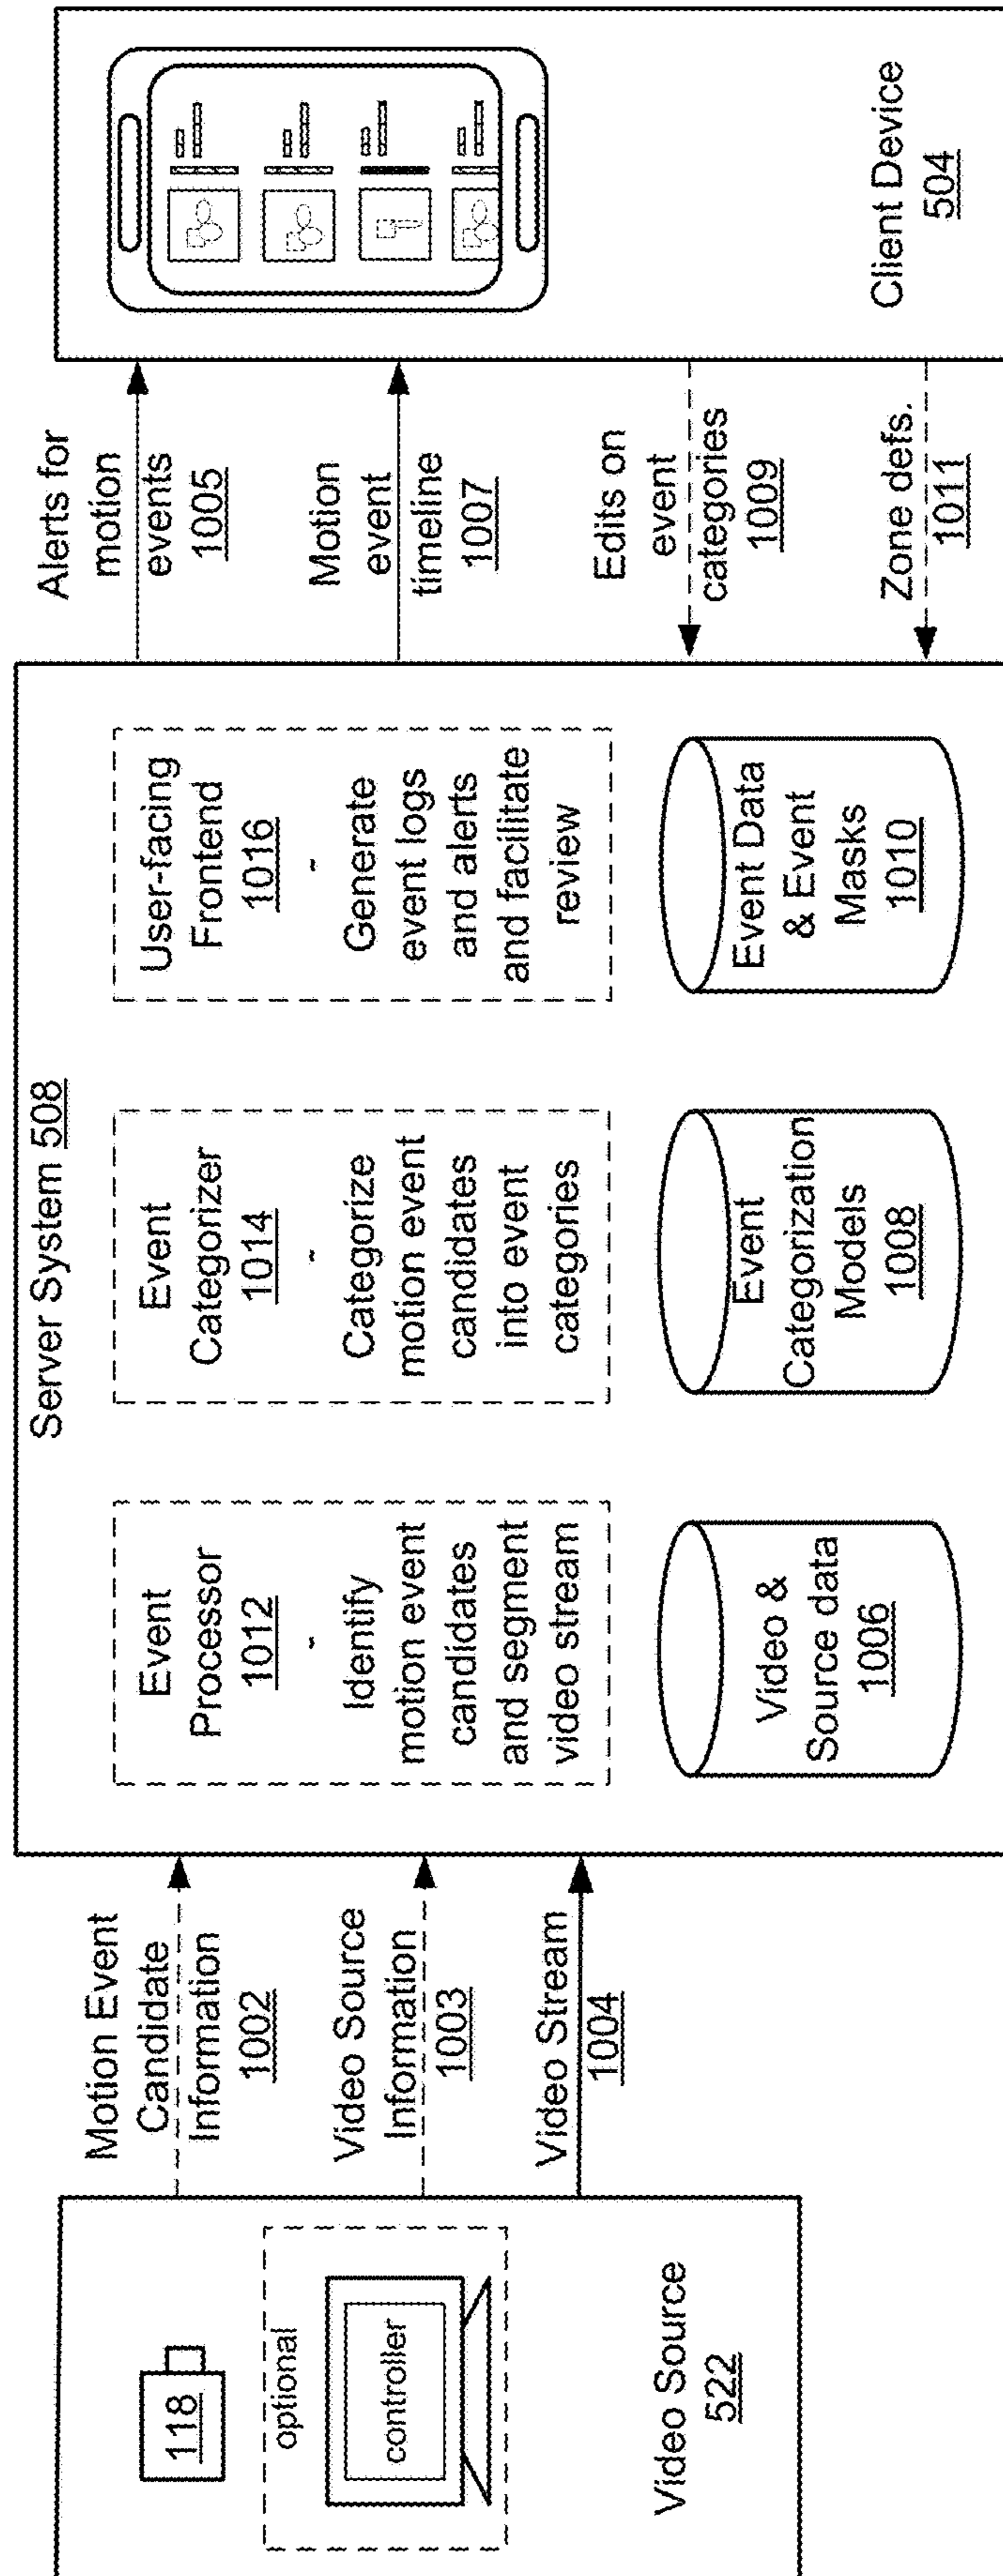 Server System 508
118
optional
controller
Video Source
522
Motion Event
Candidate
Information
1002
Video Source
Information
1003
Video Stream
1004
Event
Processor
1012
-
Identify
motion event
candidates
and segment
video stream
Video &
Source data
1006
Event
Categorizer
1014
-
Categorize
motion event
candidates
into event
categories
Event
Categorization
Models
1008
User-facing
Frontend
1016
-
Generate
event logs
and alerts
and facilitate
review
Event Data
& Event
Masks
1010
Alerts for
motion
events
1005
Motion
event
timeline
1007
Edits on
event
categories
1009
Zone defs.
1011
Client Device
504